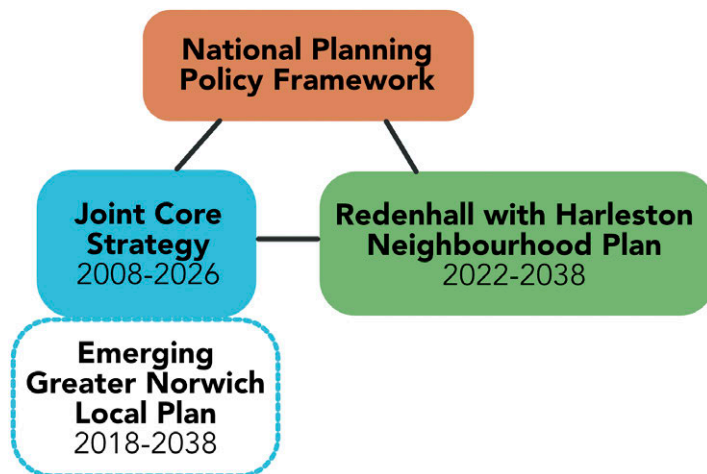 National Planning
Policy Framework
Joint Core
Strategy
2008-2026
Redenhall with Harleston
Neighbourhood Plan
2022-2038
Emerging
Greater Norwich
Local Plan
2018-2038